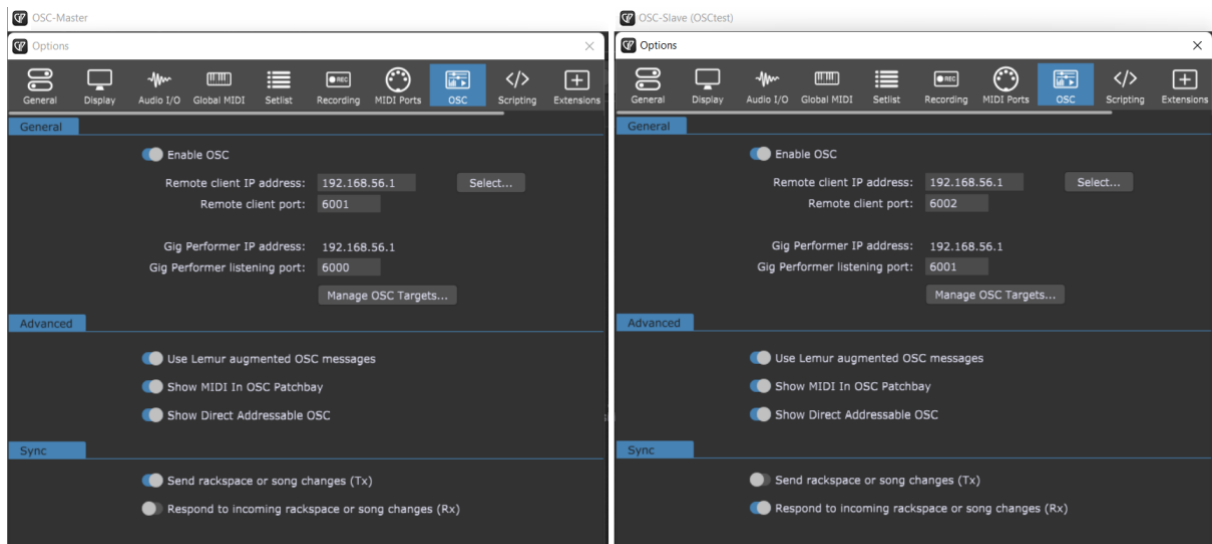 OSC-Master
Options
General Display Audio I/O Global MIDI Setlist REC Recording MIDI Ports OSC Scripting Extensions
General
Enable OSC
Remote client IP address: 192.168.56.1 Select...
Remote client port: 6001
Gig Performer IP address: 192.168.56.1
Gig Performer listening port: 6000
Manage OSC Targets...
Advanced
Use Lemur augmented OSC messages
Show MIDI In OSC Patchbay
Show Direct Addressable OSC
Sync
Send rackspace or song changes (Tx)
Respond to incoming rackspace or song changes (Rx)
OSC-Slave (OSCtest)
Options
General Display Audio I/O Global MIDI Setlist REC Recording MIDI Ports OSC Scripting Extensions
General
Enable OSC
Remote client IP address: 192.168.56.1 Select...
Remote client port: 6002
Gig Performer IP address: 192.168.56.1
Gig Performer listening port: 6001
Manage OSC Targets...
Advanced
Use Lemur augmented OSC messages
Show MIDI In OSC Patchbay
Show Direct Addressable OSC
Sync
Send rackspace or song changes (Tx)
Respond to incoming rackspace or song changes (Rx)